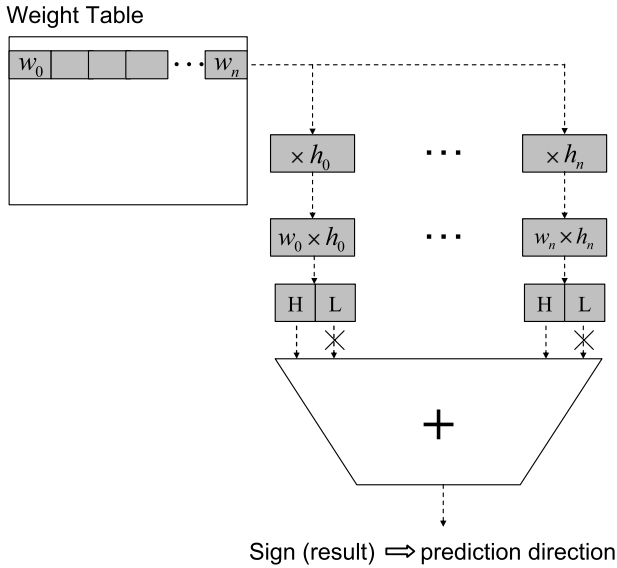 Weight Table
w₀ ··· wₙ
× h₀ ··· × hₙ
w₀ × h₀ ··· wₙ × hₙ
H L H L
+
Sign (result) ⇒ prediction direction